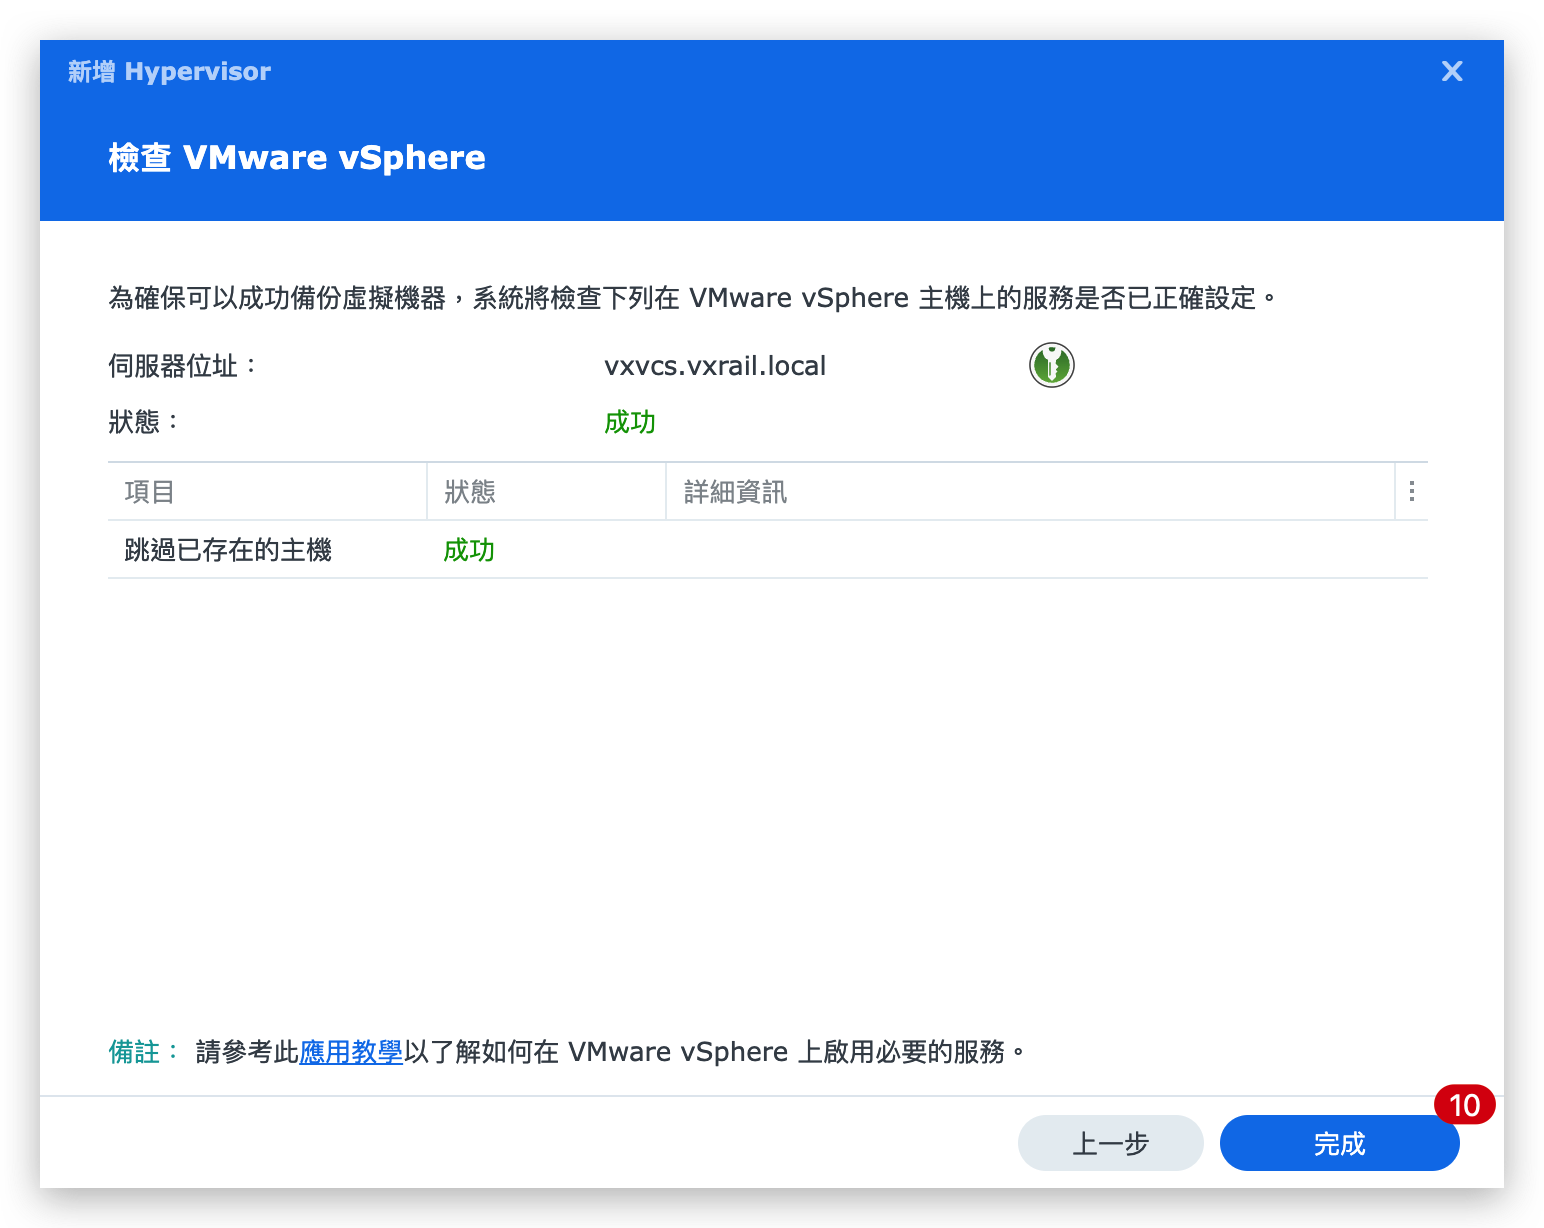 新增 Hypervisor
檢查 VMware vSphere
為確保可以成功備份虛擬機器，系統將檢查下列在 VMware vSphere 主機上的服務是否已正確設定。
伺服器位址： vxvcs.vxrail.local
狀態： 成功
項目 狀態 詳細資訊
跳過已存在的主機 成功
備註： 請參考此應用教學以了解如何在 VMware vSphere 上啟用必要的服務。
10
上一步 完成